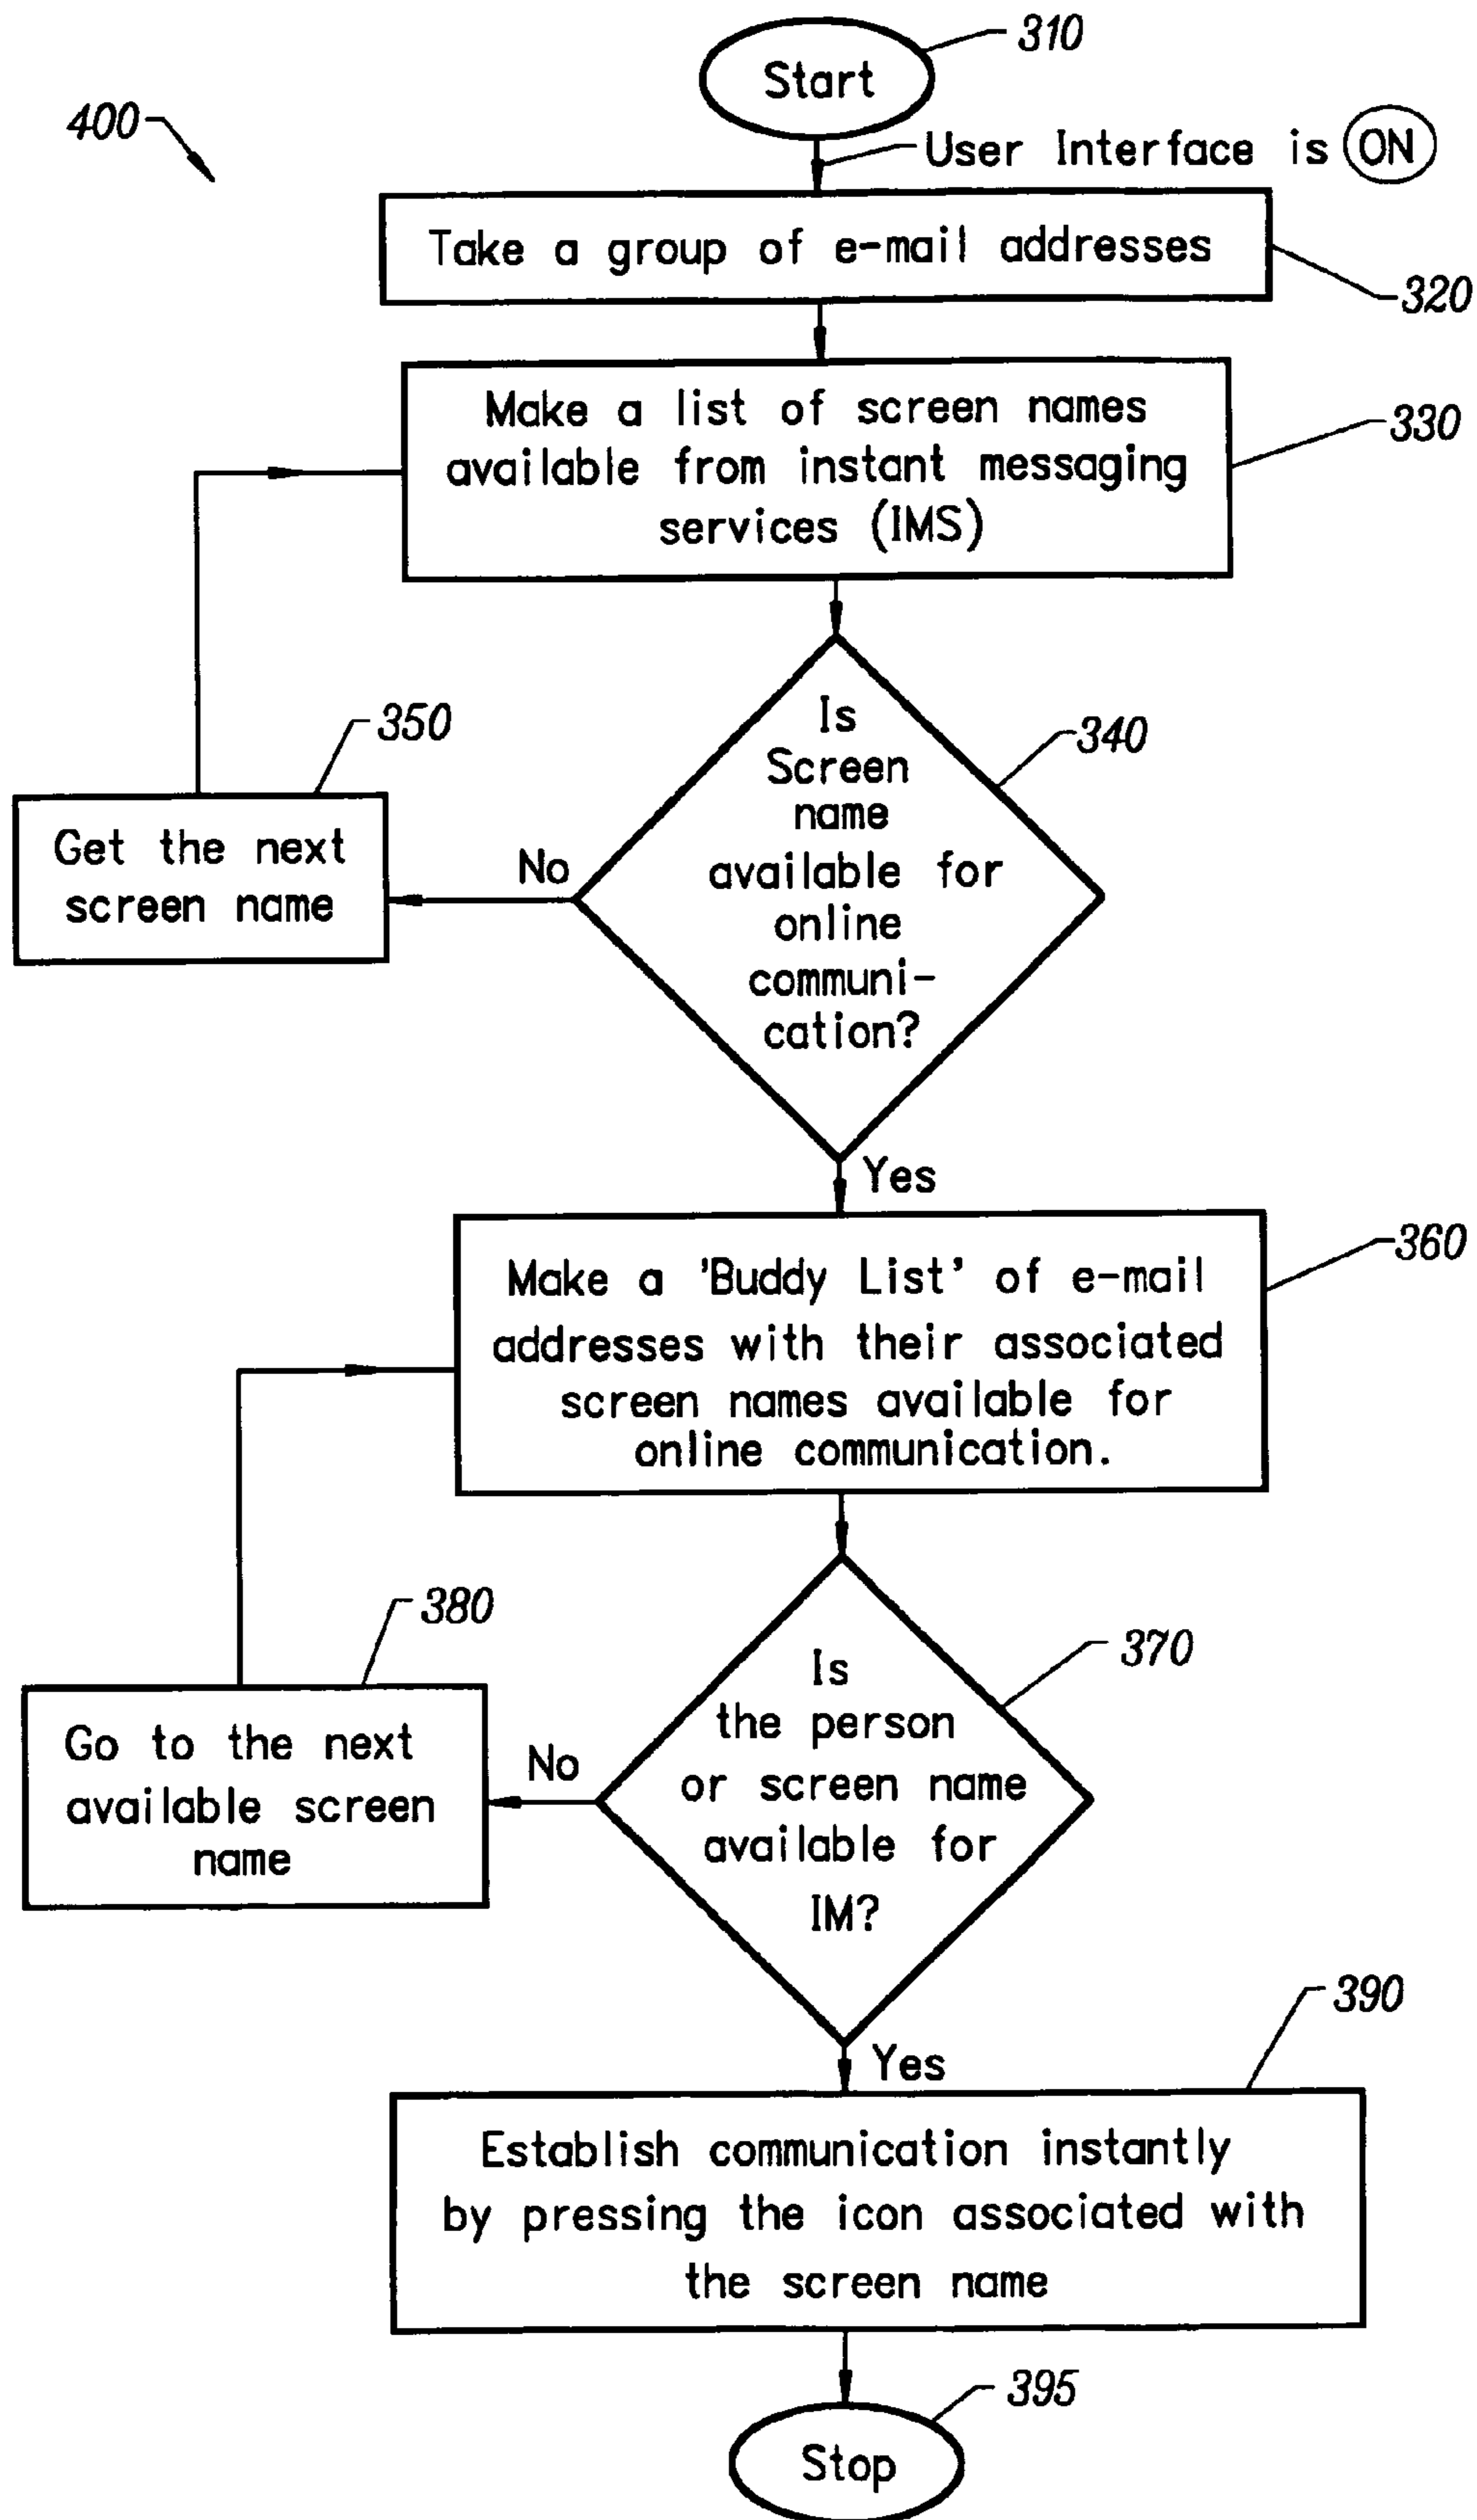 310
Start
400
User Interface is ON
Take a group of e-mail addresses
320
Make a list of screen names
available from instant messaging
services (IMS)
330
Is
Screen
name
available for
online
communi-
cation?
340
350
No
Get the next
screen name
Yes
Make a 'Buddy List' of e-mail
addresses with their associated
screen names available for
online communication.
360
380
370
Is
the person
or screen name
available for
IM?
No
Go to the next
available screen
name
Yes
390
Establish communication instantly
by pressing the icon associated with
the screen name
395
Stop